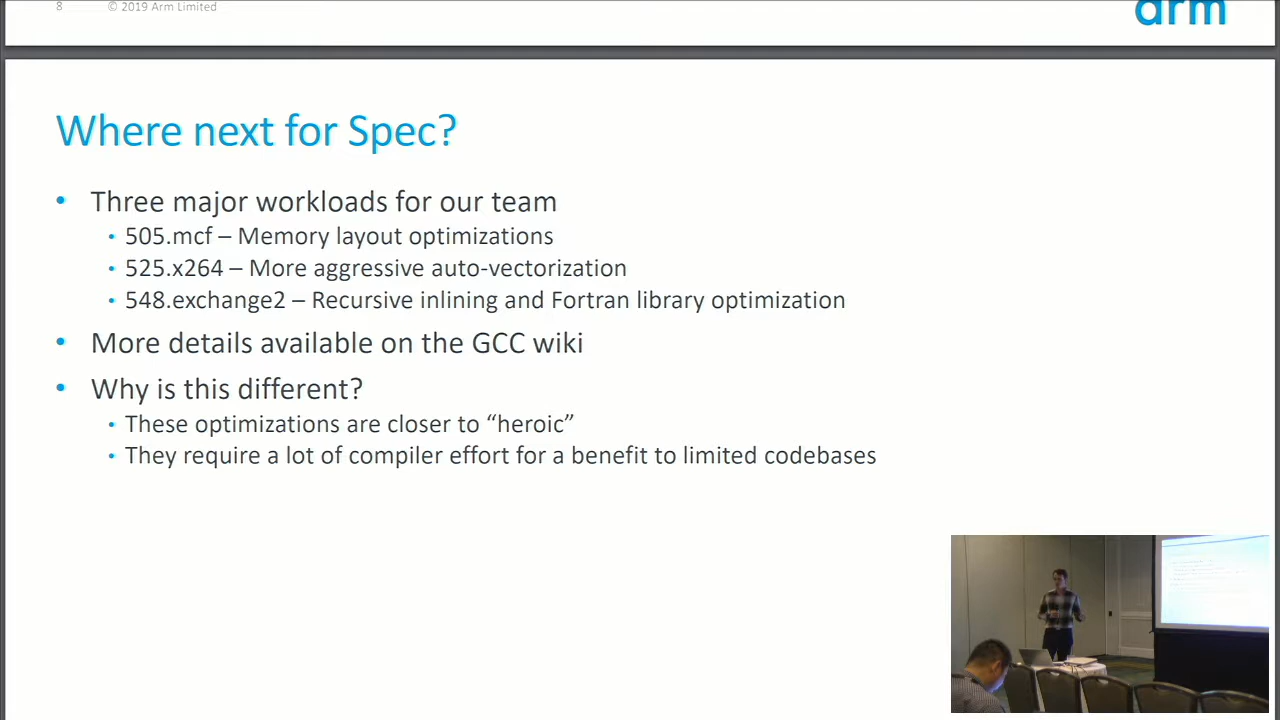 8 © 2019 Arm Limited
arm
Where next for Spec?
• Three major workloads for our team
• 505.mcf – Memory layout optimizations
• 525.x264 – More aggressive auto-vectorization
• 548.exchange2 – Recursive inlining and Fortran library optimization
• More details available on the GCC wiki
• Why is this different?
• These optimizations are closer to “heroic”
• They require a lot of compiler effort for a benefit to limited codebases